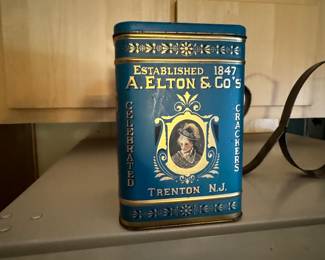 ESTABLISHED 1847
A. ELTON & CO'S
CELEBRATED
CRACKERS
TRENTON N.J.